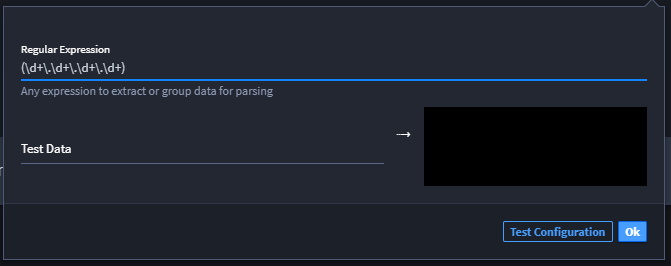 Regular Expression
(\d+\.\d+\.\d+\.\d+)
Any expression to extract or group data for parsing
Test Data
Test Configuration
Ok